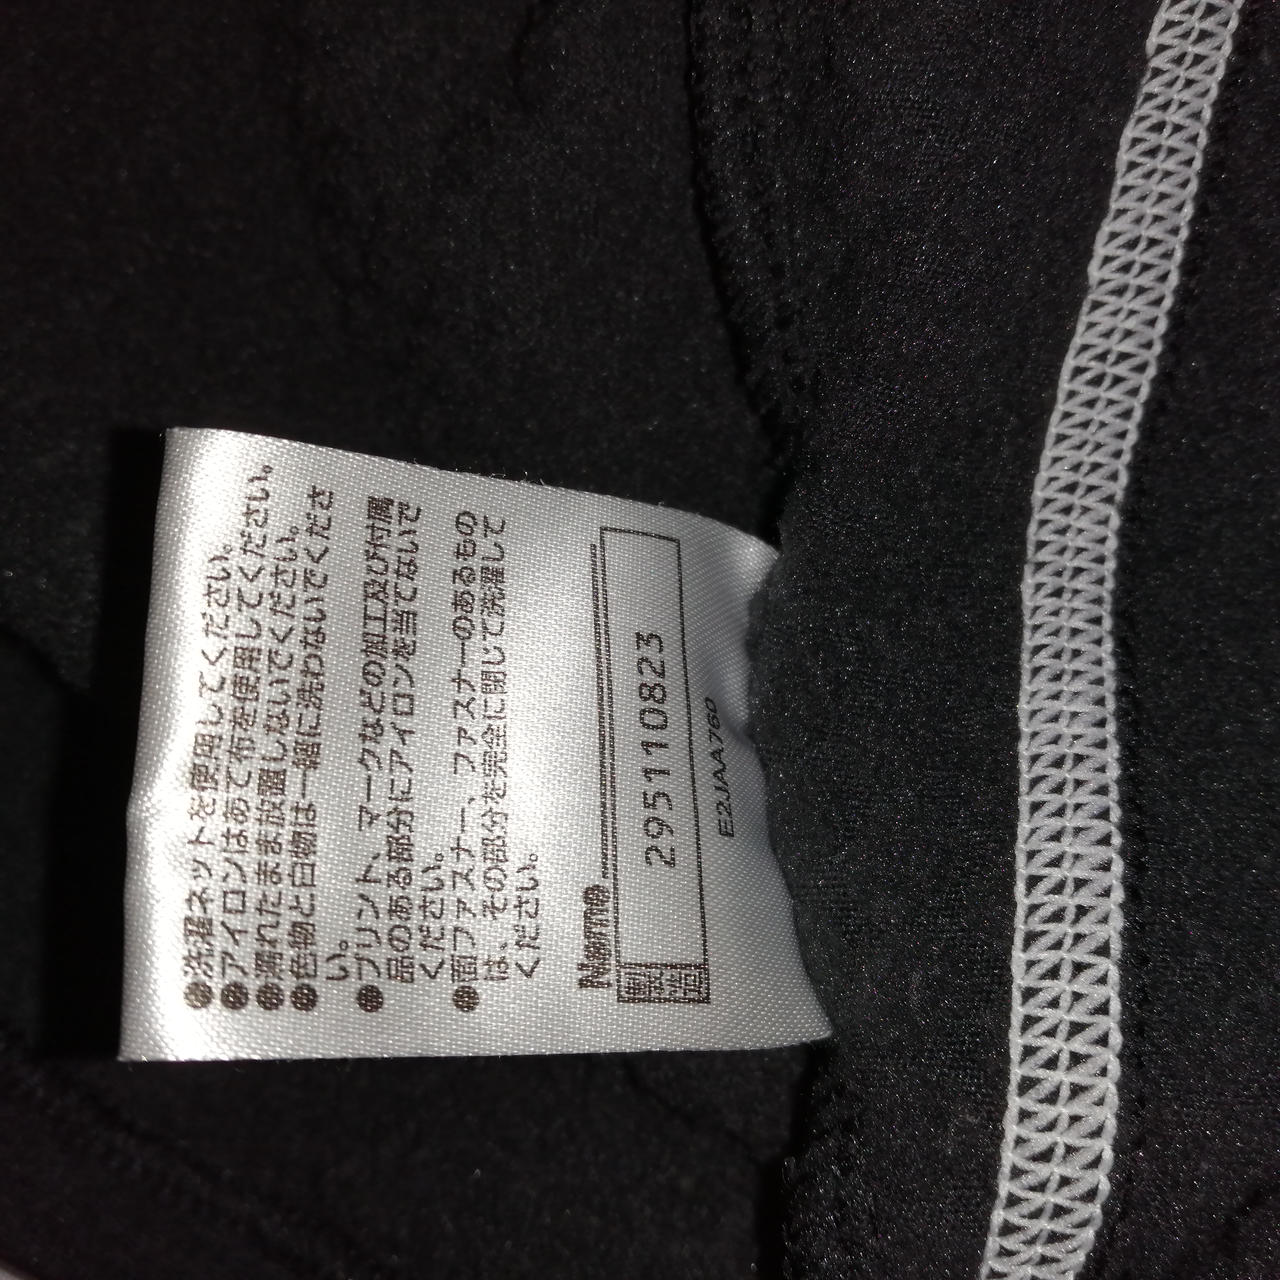 ●洗濯ネットを使用してください。
●アイロンはあて布を使用してください。
●濡れたまま放置しないでください。
●色物と白物は一緒に洗わないでくださ
い。
●プリント、マークなどの加工及び付属
品のある部分にアイロンを当てないで
ください。
●面ファスナー、ファスナーのあるもの
は、その部分を完全に閉じて洗濯して
ください。
Name
295110823
E2JAA760